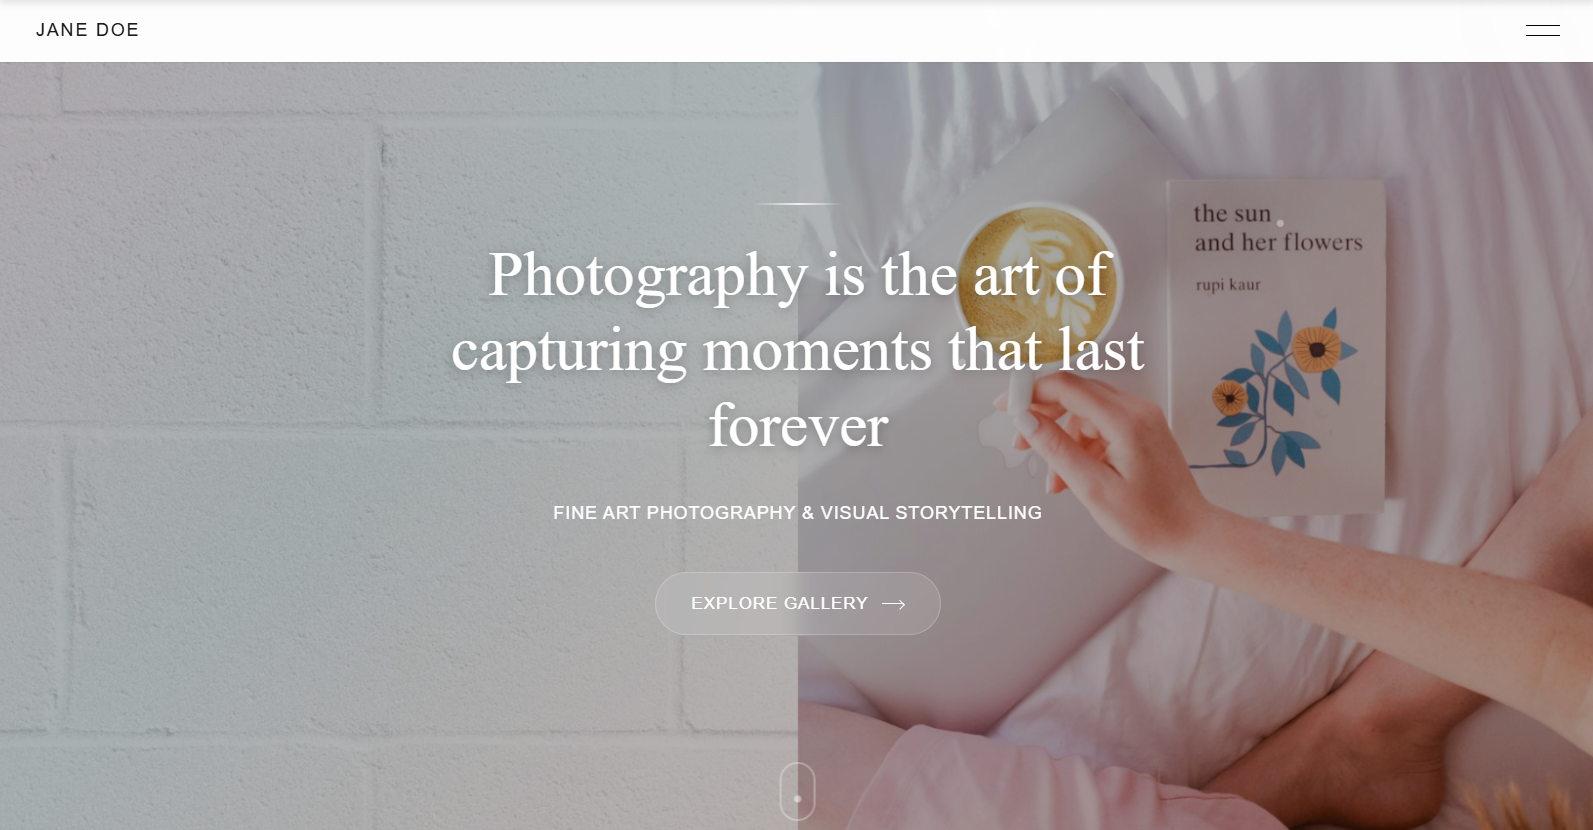 JANE DOE
the sun
and her flowers
rupi kaur
Photography is the art of
capturing moments that last
forever
FINE ART PHOTOGRAPHY & VISUAL STORYTELLING
EXPLORE GALLERY